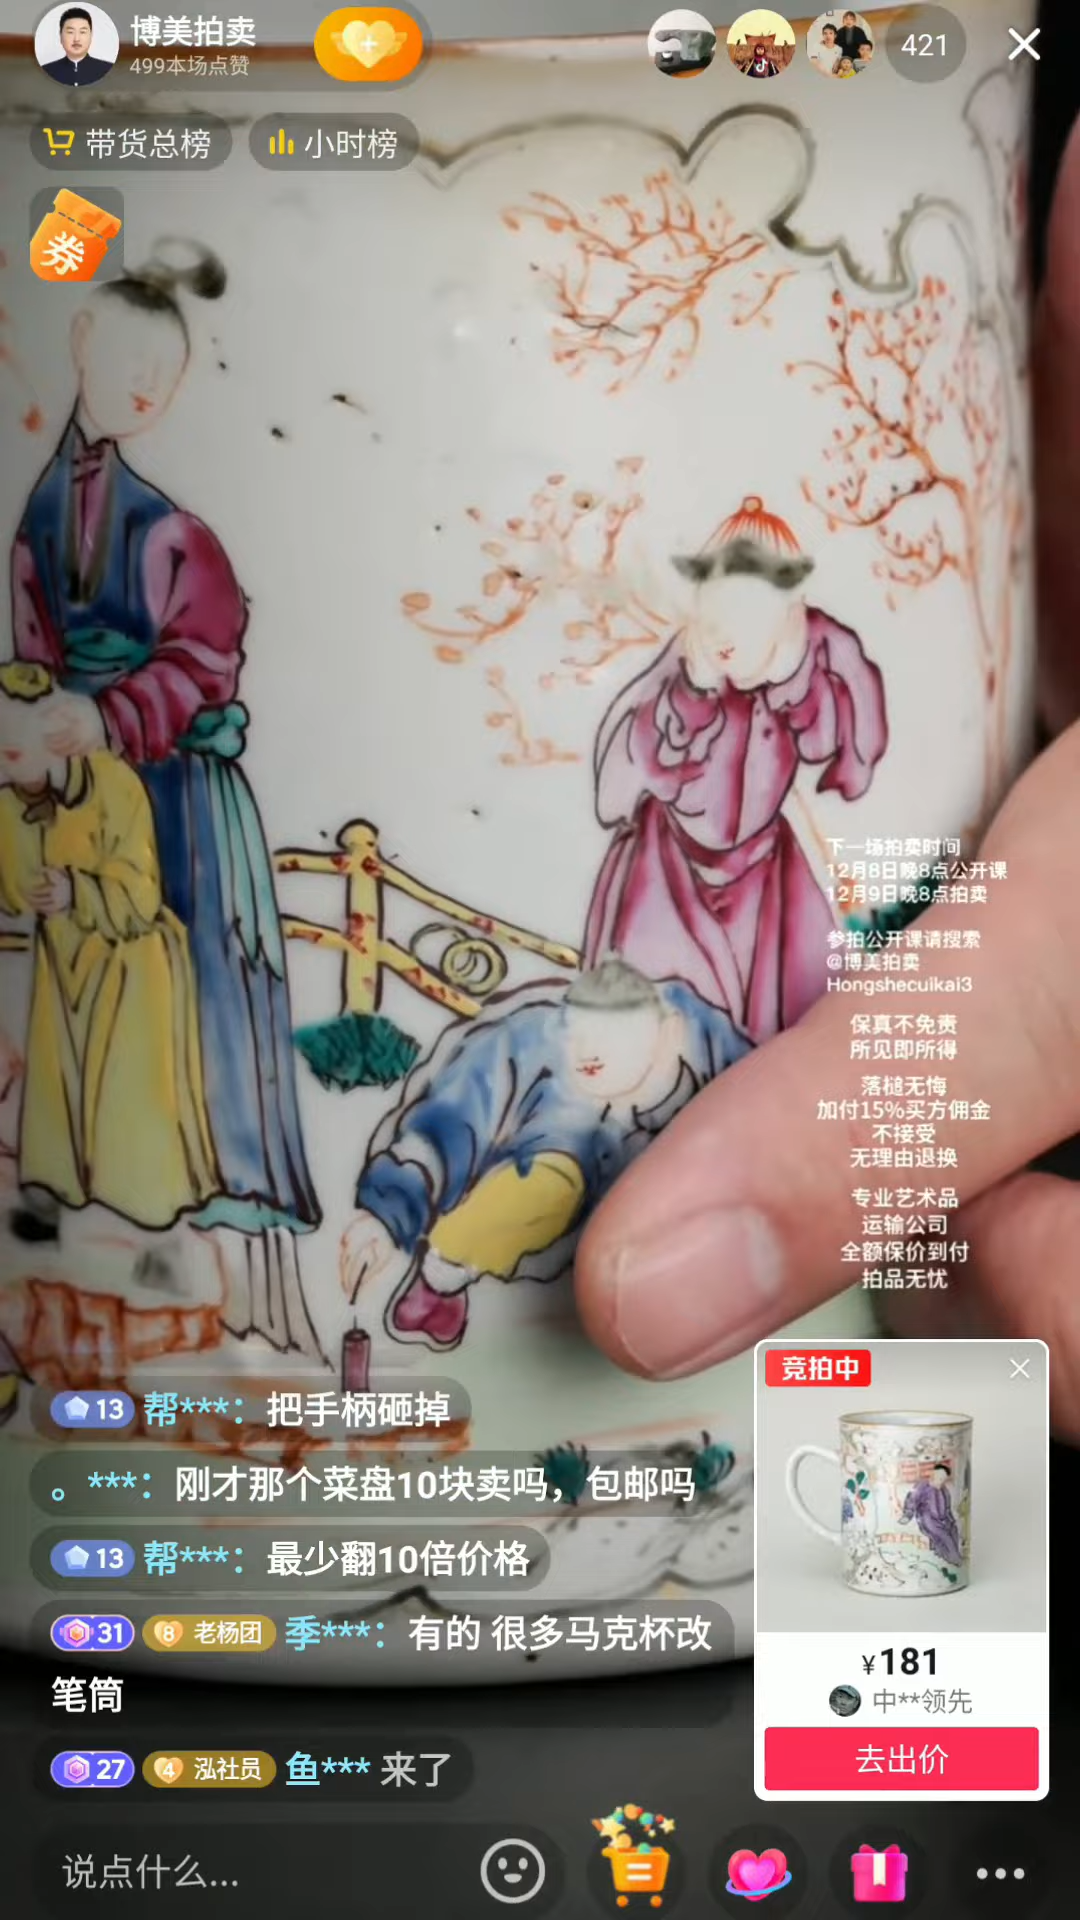 博美拍卖
499本场点赞
421
带货总榜
小时榜
券
下一场拍卖时间
12月8日晚8点公开课
12月9日晚8点拍卖
参拍公开课请搜索
@博美拍卖
Hongshecuikai3
保真不免责
所见即所得
落槌无悔
加付15%买方佣金
不接受
无理由退换
专业艺术品
运输公司
全额保价到付
拍品无忧
13 帮***：把手柄砸掉
。***：刚才那个菜盘10块卖吗，包邮吗
13 帮***：最少翻10倍价格
31 8 老杨团 季***：有的 很多马克杯改
笔筒
27 4 泓社员 鱼*** 来了
竞拍中
¥181
中**领先
去出价
说点什么...